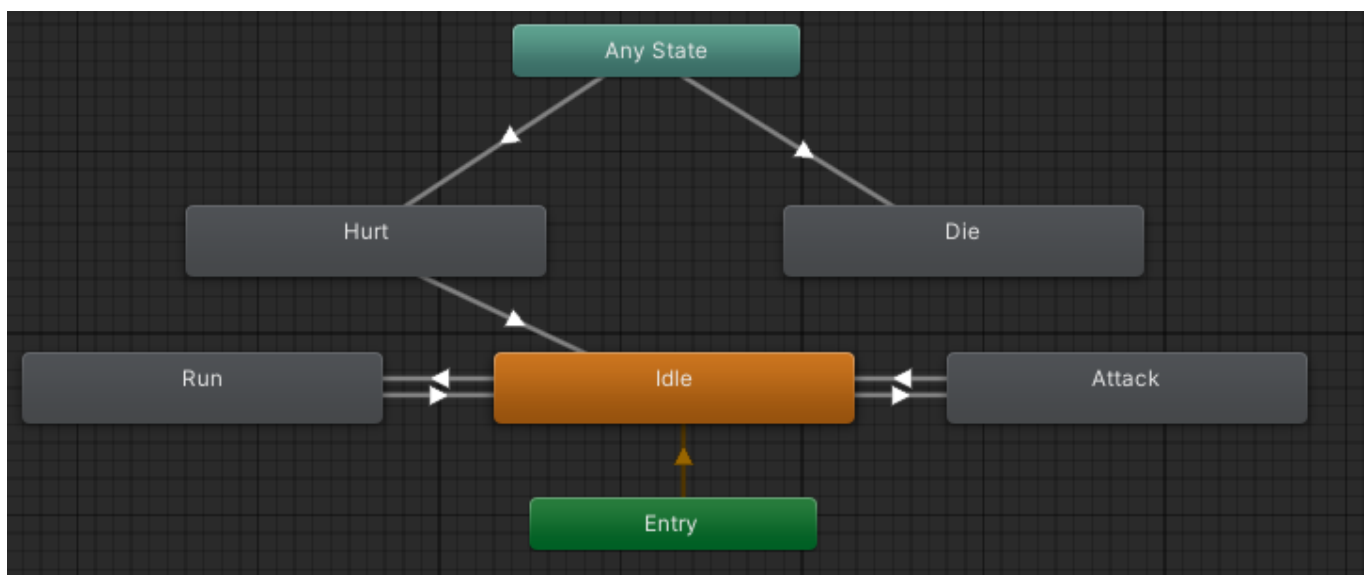 Any State
Hurt
Die
Run
Idle
Attack
Entry